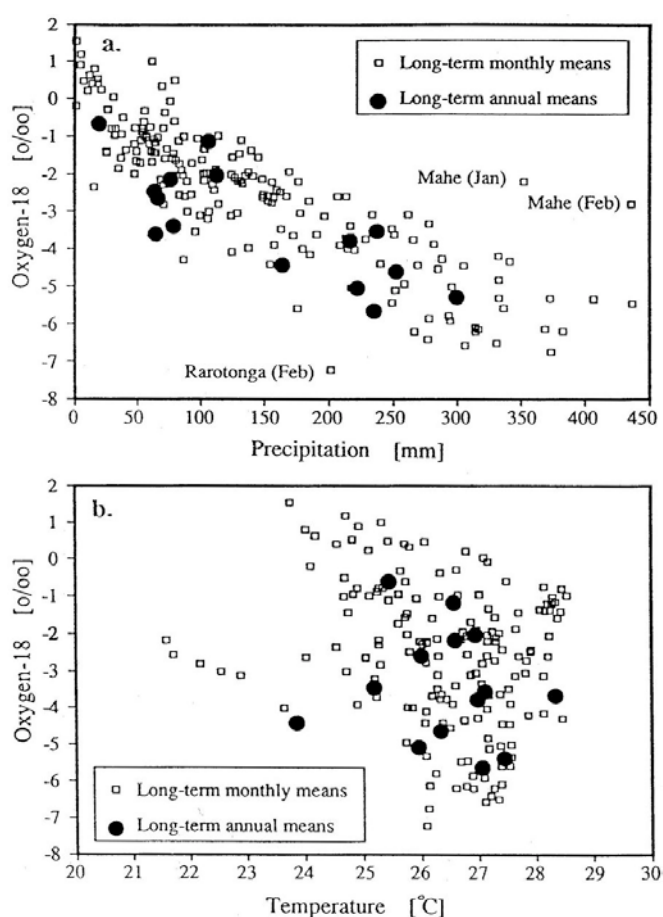 2
1
0
-1
-2
-3
-4
-5
-6
-7
-8
Oxygen-18 [o/oo]
a.
Long-term monthly means
Long-term annual means
Mahe (Jan)
Mahe (Feb)
Rarotonga (Feb)
0 50 100 150 200 250 300 350 400 450
Precipitation [mm]
2
1
0
-1
-2
-3
-4
-5
-6
-7
-8
Oxygen-18 [o/oo]
b.
Long-term monthly means
Long-term annual means
20 21 22 23 24 25 26 27 28 29 30
Temperature [°C]